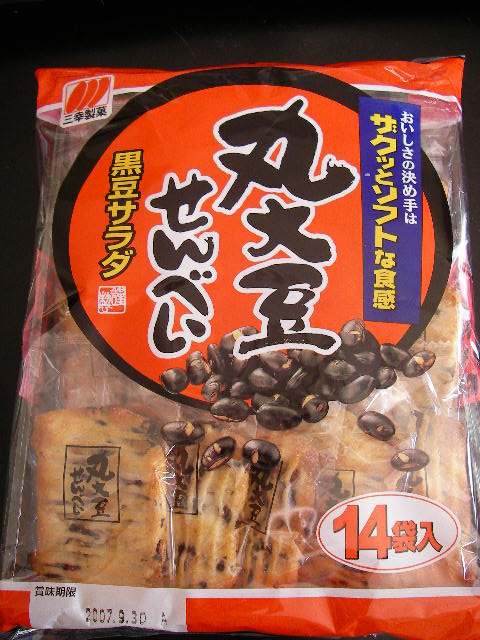 三幸製菓
おいしさの決め手は
ザクッとソフトな食感
丸大豆
せんべい
黒豆サラダ
丸大豆
せんべい
14袋入
賞味期限
2007.9.30 A